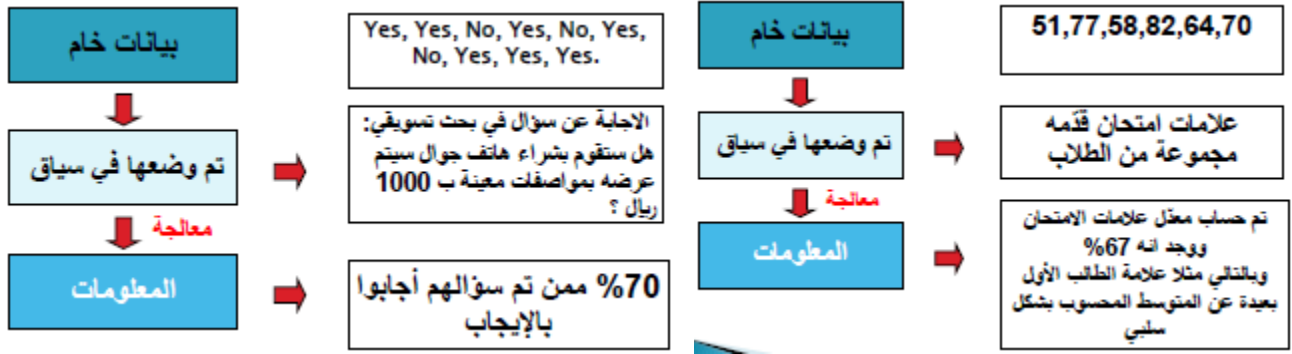 بيانات خام
Yes, Yes, No, Yes, No, Yes,
No, Yes, Yes, Yes.
تم وضعها في سياق
الاجابة عن سؤال في بحث تسويقي:
هل ستقوم بشراء هاتف جوال سيتم
عرضه بمواصفات معينة ب 1000
ريال ؟
معالجة
المعلومات
70% ممن تم سؤالهم أجابوا
بالإيجاب
بيانات خام
51,77,58,82,64,70
تم وضعها في سياق
علامات امتحان قدّمه
مجموعة من الطلاب
معالجة
المعلومات
تم حساب معدّل علامات الامتحان
ووجد انه 67%
وبالتالي مثلا علامة الطالب الأول
بعيدة عن المتوسط المحسوب بشكل
سلبي